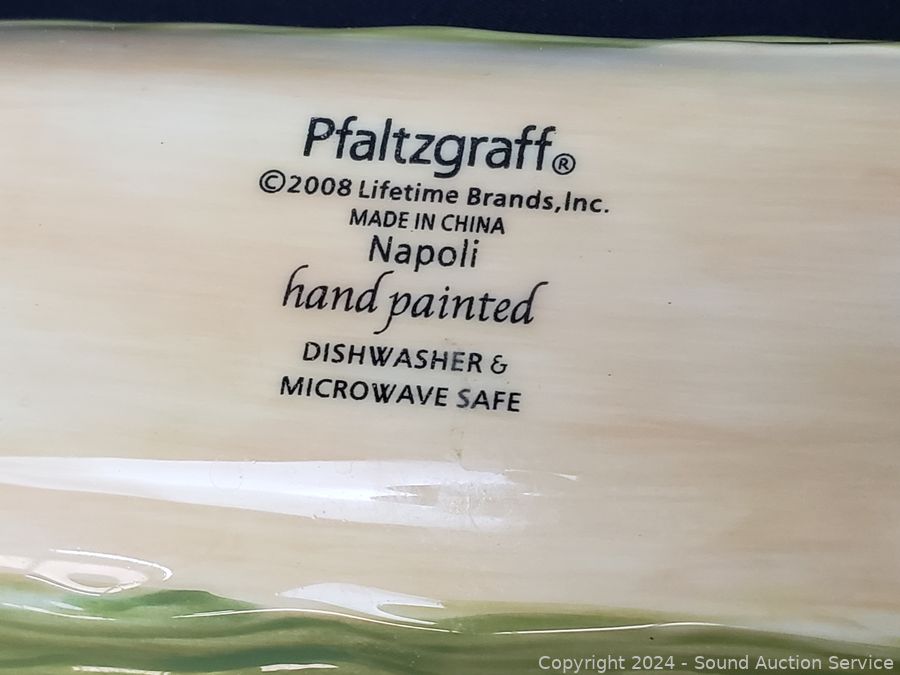 Pfaltzgraff®
©2008 Lifetime Brands,Inc.
MADE IN CHINA
Napoli
hand painted
DISHWASHER &
MICROWAVE SAFE
Copyright 2024 - Sound Auction Service